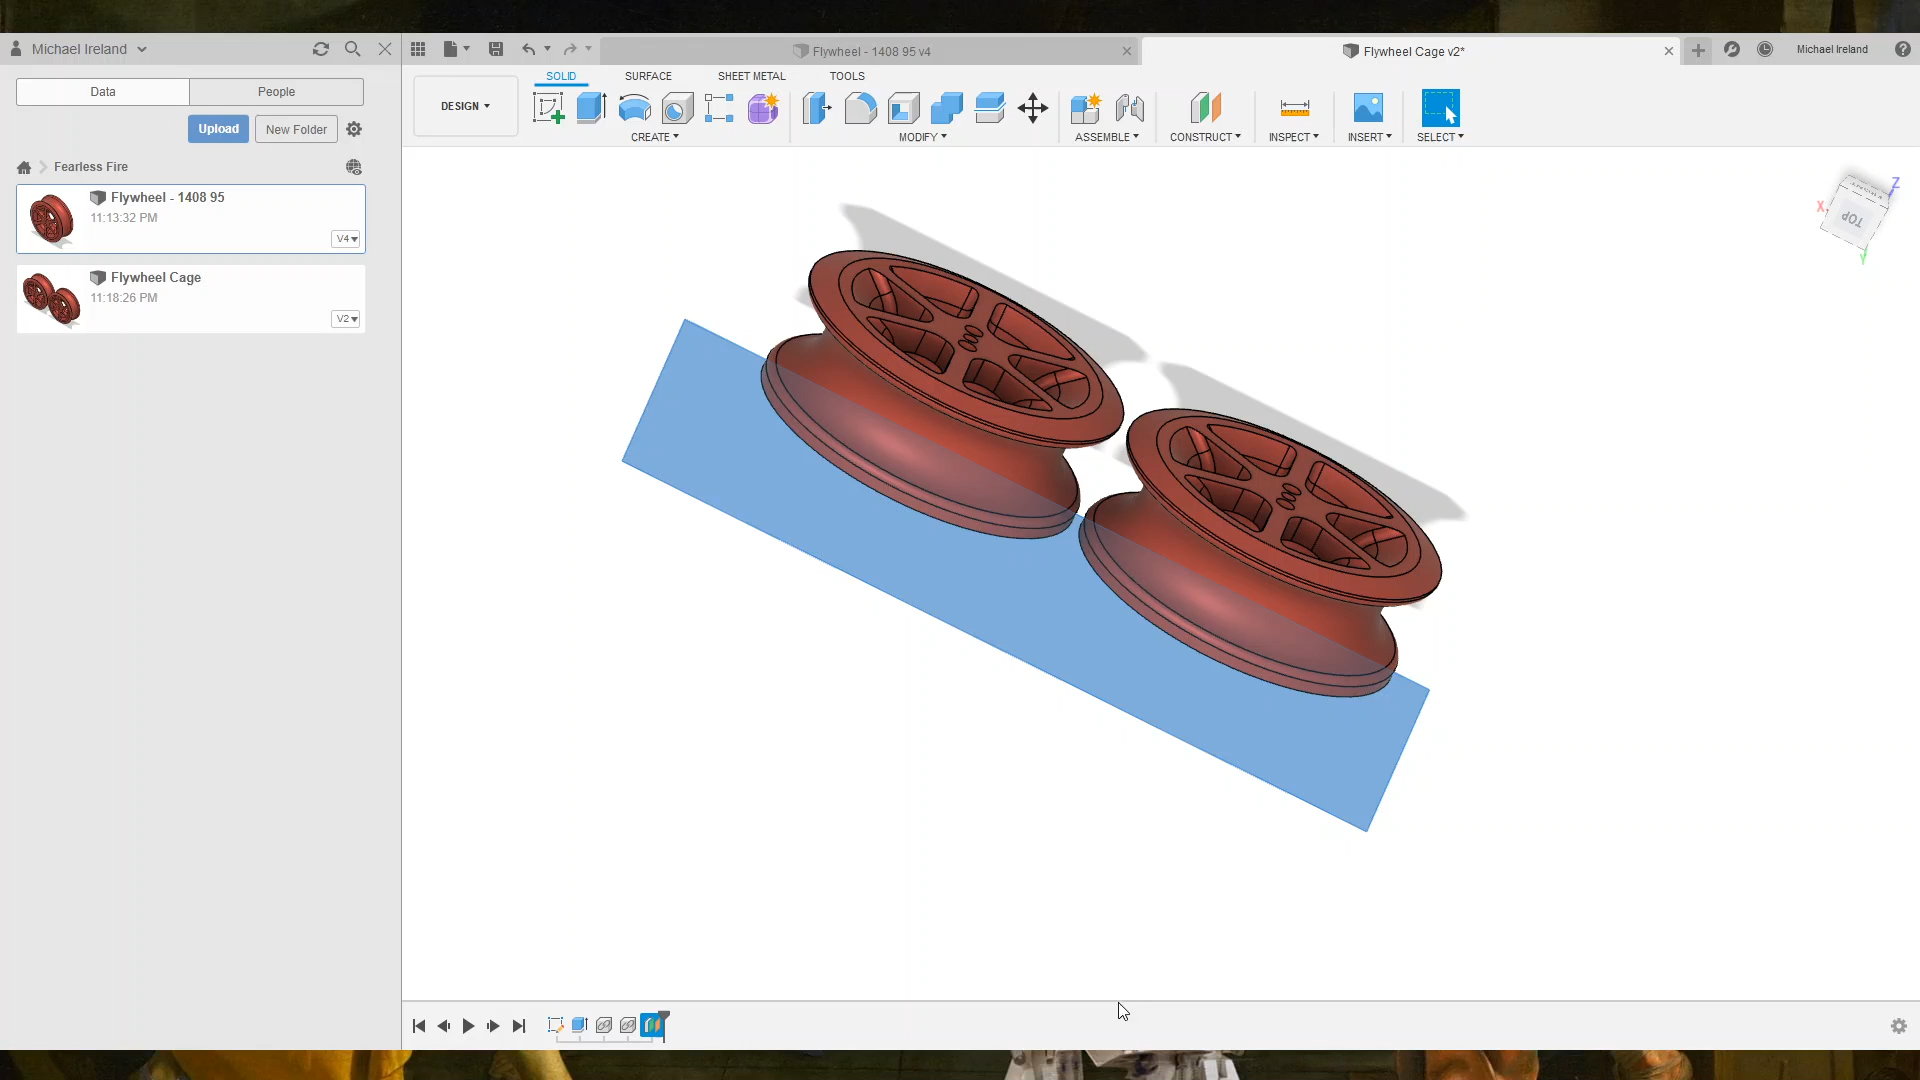 Michael Ireland
Flywheel - 1408 95 v4
Flywheel Cage v2*
Michael Ireland
Data
People
Upload
New Folder
Fearless Fire
Flywheel - 1408 95
11:13:32 PM
V4
Flywheel Cage
11:18:26 PM
V2
DESIGN
SOLID
SURFACE
SHEET METAL
TOOLS
CREATE
MODIFY
ASSEMBLE
CONSTRUCT
INSPECT
INSERT
SELECT
Z
X
TOP
Y